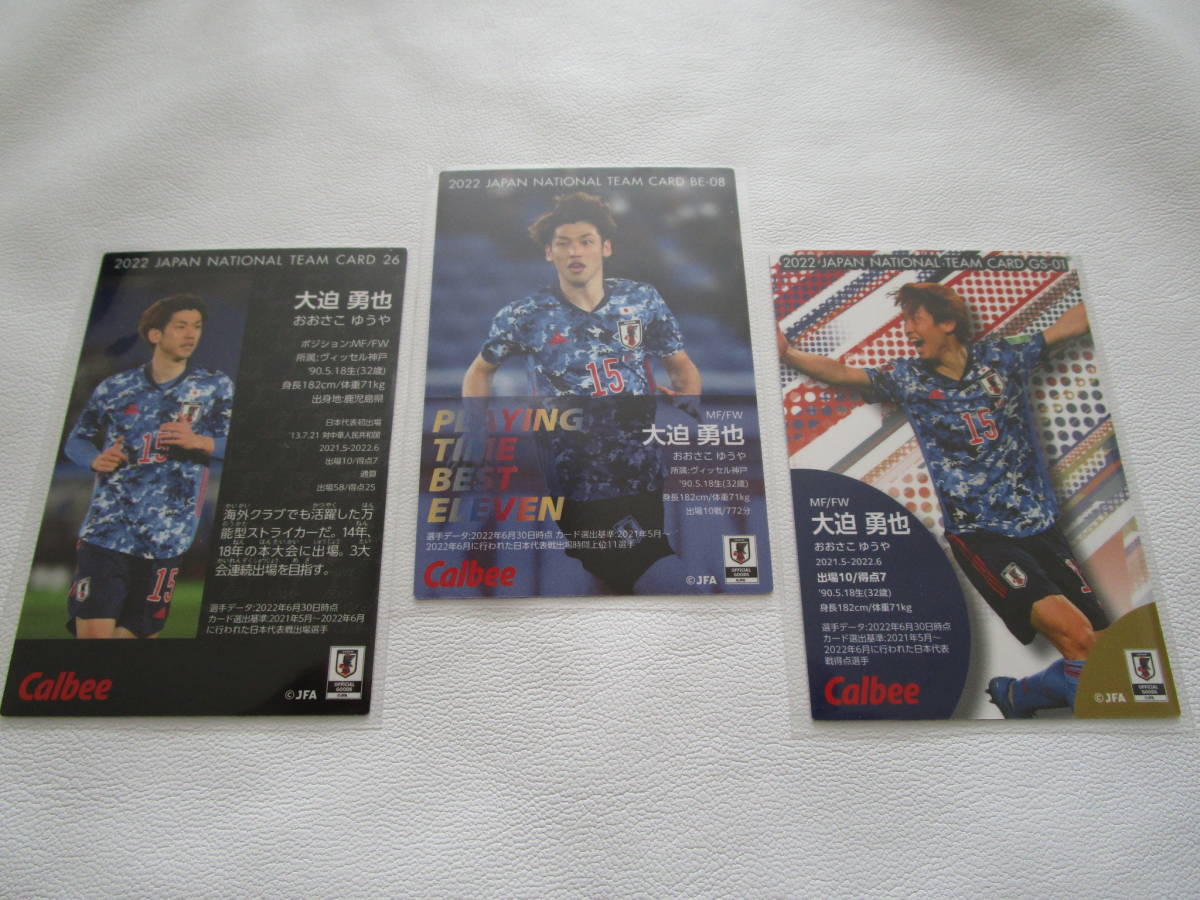 2022 JAPAN NATIONAL TEAM CARD 26
大迫 勇也
おおさこ ゆうや
ポジション:MF/FW
所属:ヴィッセル神戸
'90.5.18生(32歳)
身長182cm/体重71kg
出身地:鹿児島県
日本代表初出場
'13.7.21 対中華人民共和国
2021.5-2022.6
出場10/得点7
通算
出場58/得点25
海外クラブでも活躍した万
能型ストライカーだ。14年、
18年の本大会に出場。3大
会連続出場を目指す。
選手データ:2022年6月30日時点
カード選出基準:2021年5月～2022年6月
に行われた日本代表戦出場選手
15
15
Calbee
©JFA
OFFICIAL
GOODS
2022 JAPAN NATIONAL TEAM CARD BE-08
15
PLAYING
TIME
BEST
ELEVEN
MF/FW
大迫 勇也
おおさこ ゆうや
所属:ヴィッセル神戸
'90.5.18生(32歳)
身長182cm/体重71kg
出場10戦/772分
選手データ:2022年6月30日時点 カード選出基準:2021年5月～
2022年6月に行われた日本代表戦出場時間上位11選手
Calbee
©JFA
OFFICIAL
GOODS
2022 JAPAN NATIONAL TEAM CARD GS-01
15
MF/FW
大迫 勇也
おおさこ ゆうや
2021.5-2022.6
出場10/得点7
'90.5.18生(32歳)
身長182cm/体重71kg
選手データ:2022年6月30日時点
カード選出基準:2021年5月～
2022年6月に行われた日本代表
戦得点選手
Calbee
©JFA
OFFICIAL
GOODS